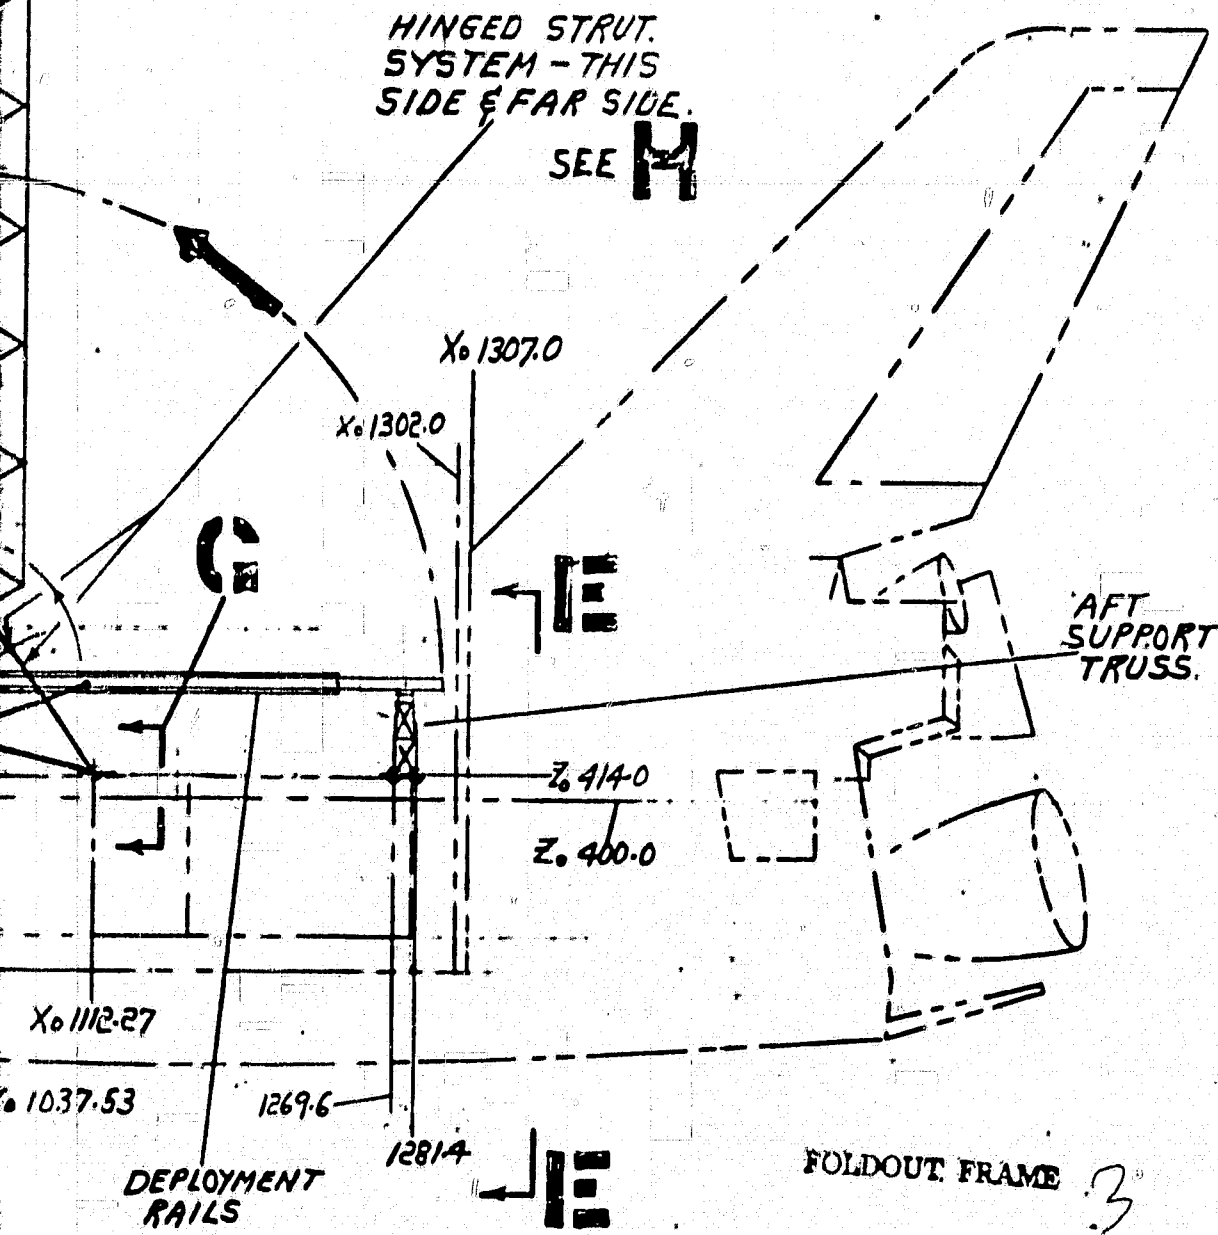 HINGED STRUT.
SYSTEM - THIS
SIDE & FAR SIDE.
SEE H
X₀ 1307.0
X₀ 1302.0
G
E
AFT
SUPPORT
TRUSS.
Z₀ 414.0
Z₀ 400.0
X₀ 1112.27
X₀ 1037.53
1269.6
1281.4
DEPLOYMENT
RAILS
E
FOLDOUT FRAME 3